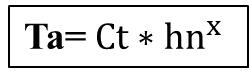 Ta= Ct * hnˣ